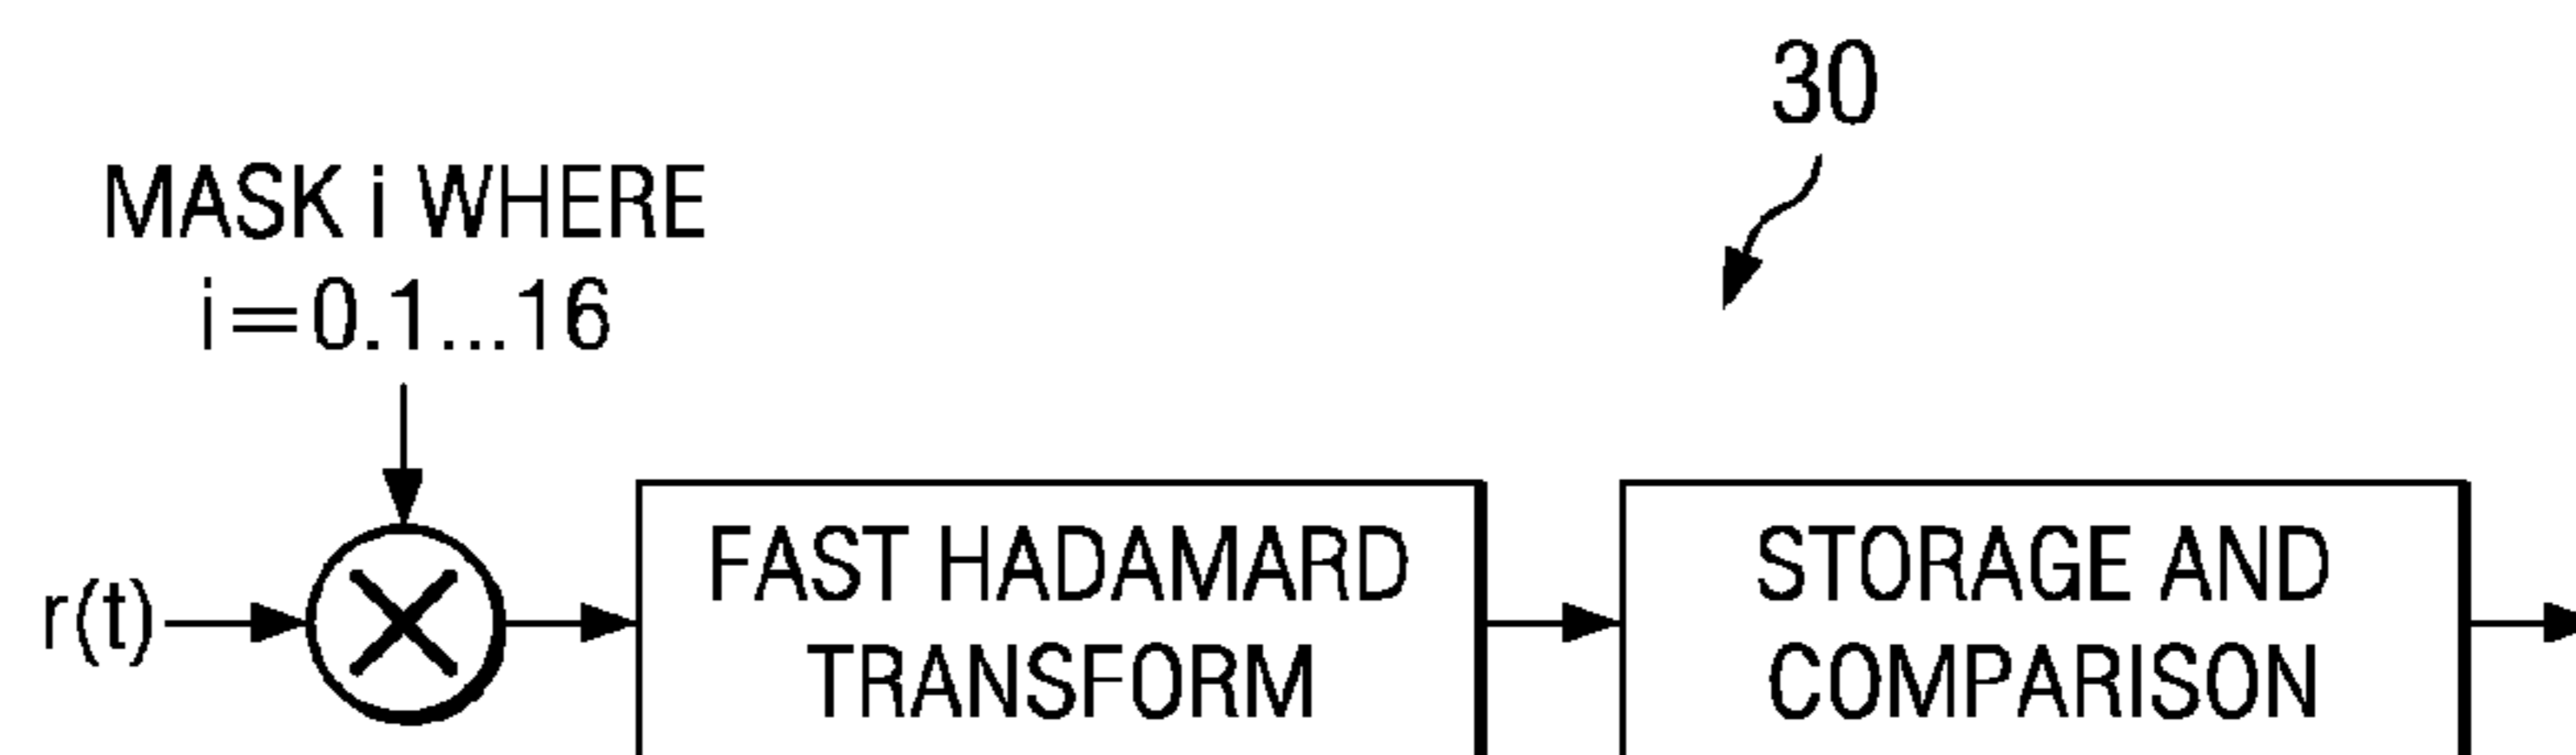 30
MASK i WHERE
i=0.1...16
r(t)
FAST HADAMARD
TRANSFORM
STORAGE AND
COMPARISON